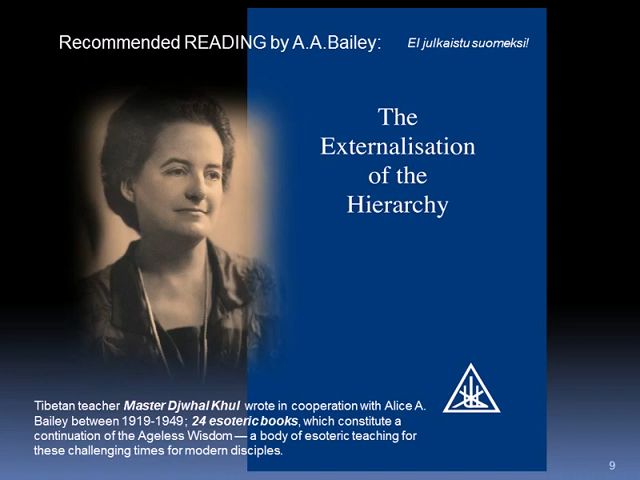 Recommended READING by A.A.Bailey:
EI julkaistu suomeksi!
The
Externalisation
of the
Hierarchy
Tibetan teacher Master Djwhal Khul wrote in cooperation with Alice A.
Bailey between 1919-1949; 24 esoteric books, which constitute a
continuation of the Ageless Wisdom — a body of esoteric teaching for
these challenging times for modern disciples.
9